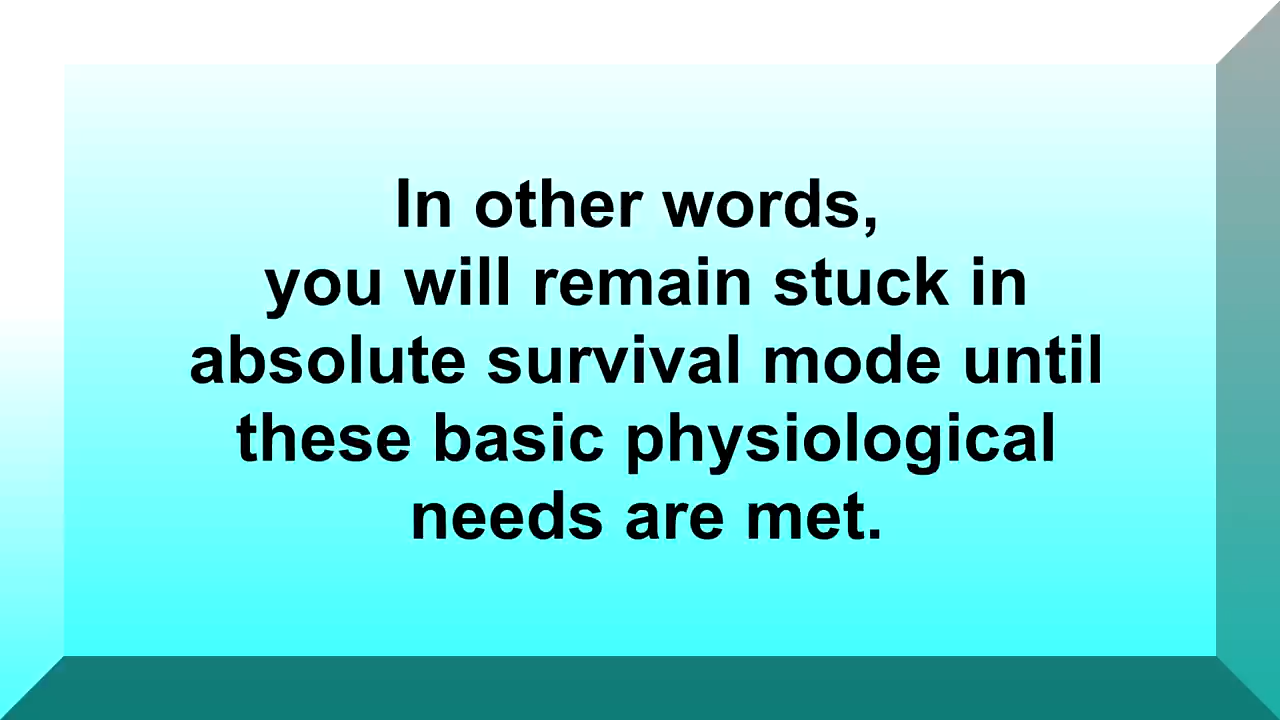 In other words,
you will remain stuck in
absolute survival mode until
these basic physiological
needs are met.